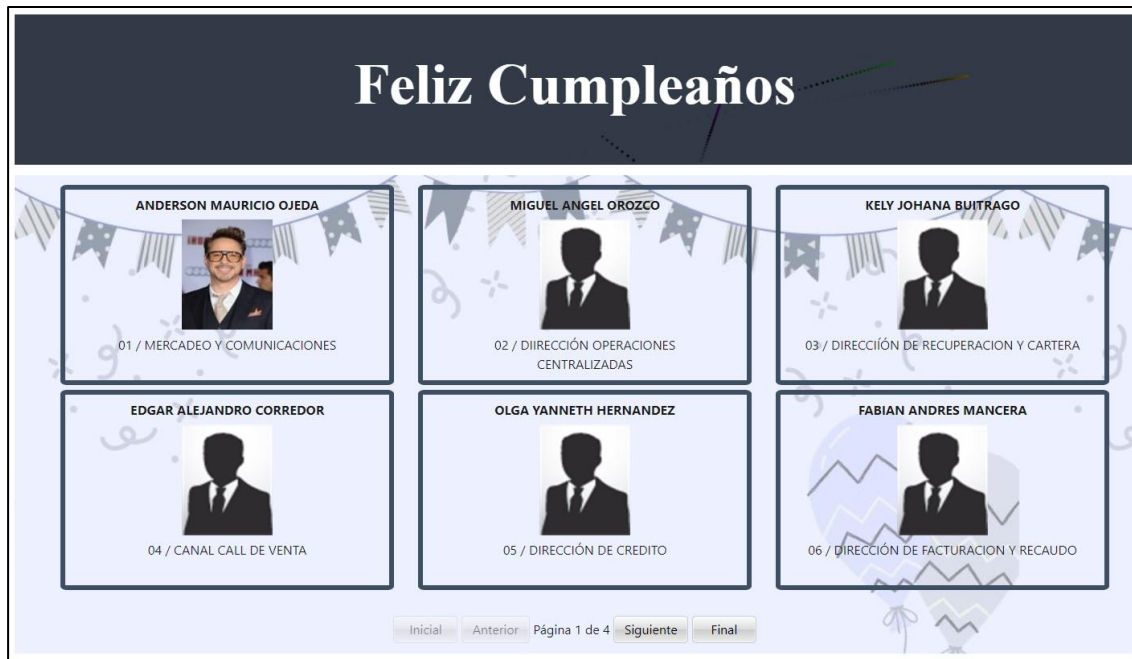 Feliz Cumpleaños
ANDERSON MAURICIO OJEDA
01 / MERCADEO Y COMUNICACIONES
MIGUEL ANGEL OROZCO
02 / DIIRECCIÓN OPERACIONES
CENTRALIZADAS
KELY JOHANA BUITRAGO
03 / DIRECCIÍÓN DE RECUPERACION Y CARTERA
EDGAR ALEJANDRO CORREDOR
04 / CANAL CALL DE VENTA
OLGA YANNETH HERNANDEZ
05 / DIRECCIÓN DE CREDITO
FABIAN ANDRES MANCERA
06 / DIRECCIÓN DE FACTURACION Y RECAUDO
Inicial Anterior Página 1 de 4 Siguiente Final